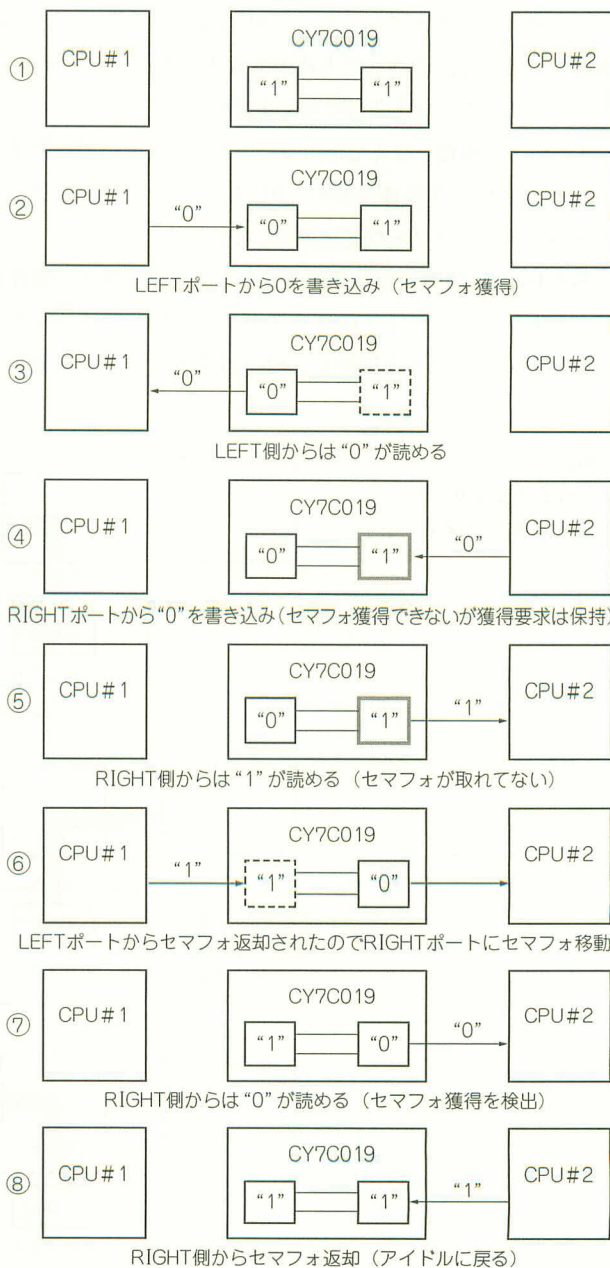 ①
CPU#1
CY7C019
CPU#2
“1” “1”
②
CPU#1
“0”
CY7C019
CPU#2
“0” “1”
LEFTポートから0を書き込み（セマフォ獲得）
③
CPU#1
“0”
CY7C019
CPU#2
“0” “1”
LEFT側からは“0”が読める
④
CPU#1
CY7C019
“0”
CPU#2
“0” “1”
RIGHTポートから“0”を書き込み（セマフォ獲得できないが獲得要求は保持）
⑤
CPU#1
CY7C019
“1”
CPU#2
“0” “1”
RIGHT側からは“1”が読める（セマフォが取れてない）
⑥
CPU#1
“1”
CY7C019
CPU#2
“1” “0”
LEFTポートからセマフォ返却されたのでRIGHTポートにセマフォ移動
⑦
CPU#1
CY7C019
“0”
CPU#2
“1” “0”
RIGHT側からは“0”が読める（セマフォ獲得を検出）
⑧
CPU#1
CY7C019
“1”
CPU#2
“1” “1”
RIGHT側からセマフォ返却（アイドルに戻る）